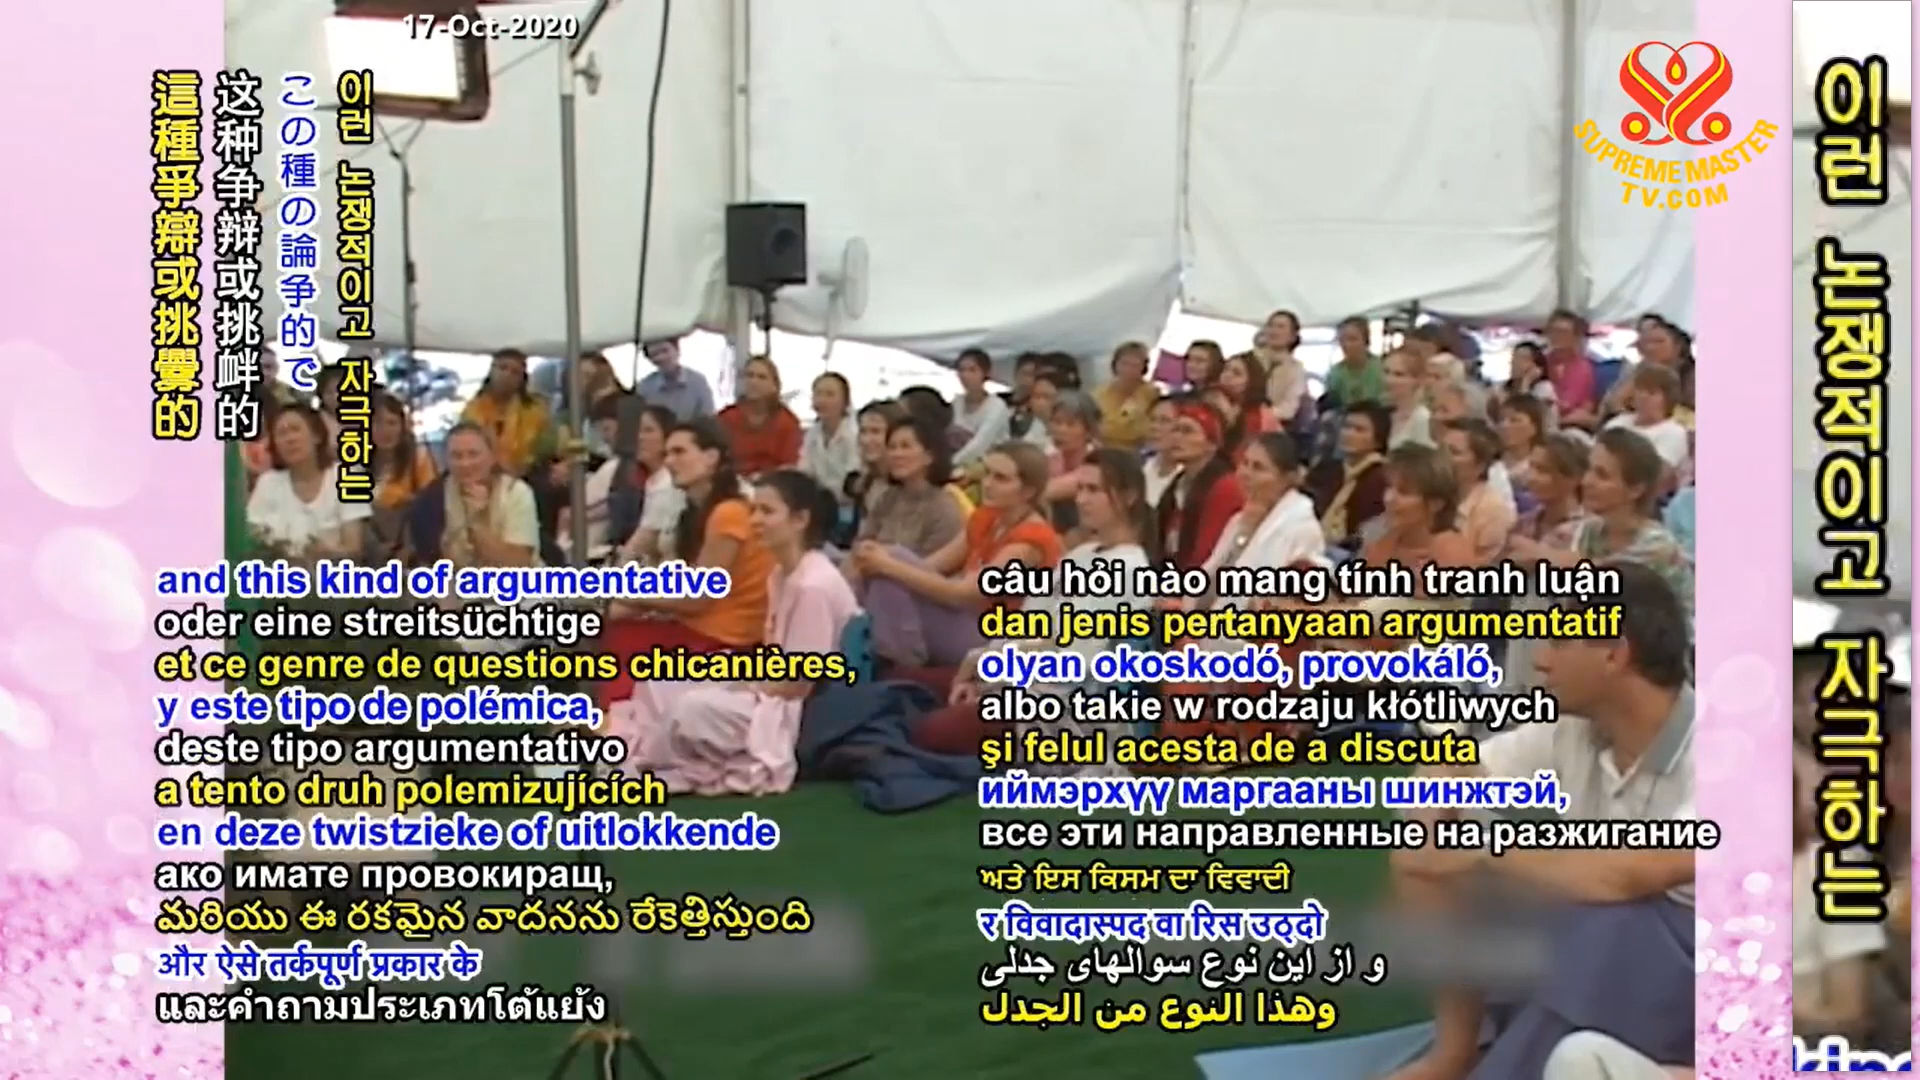 17-Oct-2020
SUPREME MASTER
TV.COM
이런 논쟁적이고 자극하는
この種の論争的で
这种争辩或挑衅的
這種爭辯或挑釁的
and this kind of argumentative
oder eine streitsüchtige
et ce genre de questions chicanières,
y este tipo de polémica,
deste tipo argumentativo
a tento druh polemizujících
en deze twistzieke of uitlokkende
ако имате провокиращ,
మరియు ఈ రకమైన వాదనను రేకెత్తిస్తుంది
और ऐसे तर्कपूर्ण प्रकार के
และคำถามประเภทโต้แย้ง
câu hỏi nào mang tính tranh luận
dan jenis pertanyaan argumentatif
olyan okoskodó, provokáló,
albo takie w rodzaju kłótliwych
şi felul acesta de a discuta
иймэрхүү маргааны шинжтэй,
все эти направленные на разжигание
ਅਤੇ ਇਸ ਕਿਸਮ ਦਾ ਵਿਵਾਦੀ
र विवादास्पद वा रिस उठ्दो
و از این نوع سوالهای جدلی
وهذا النوع من الجدل
이런 논쟁적이고 자극하는